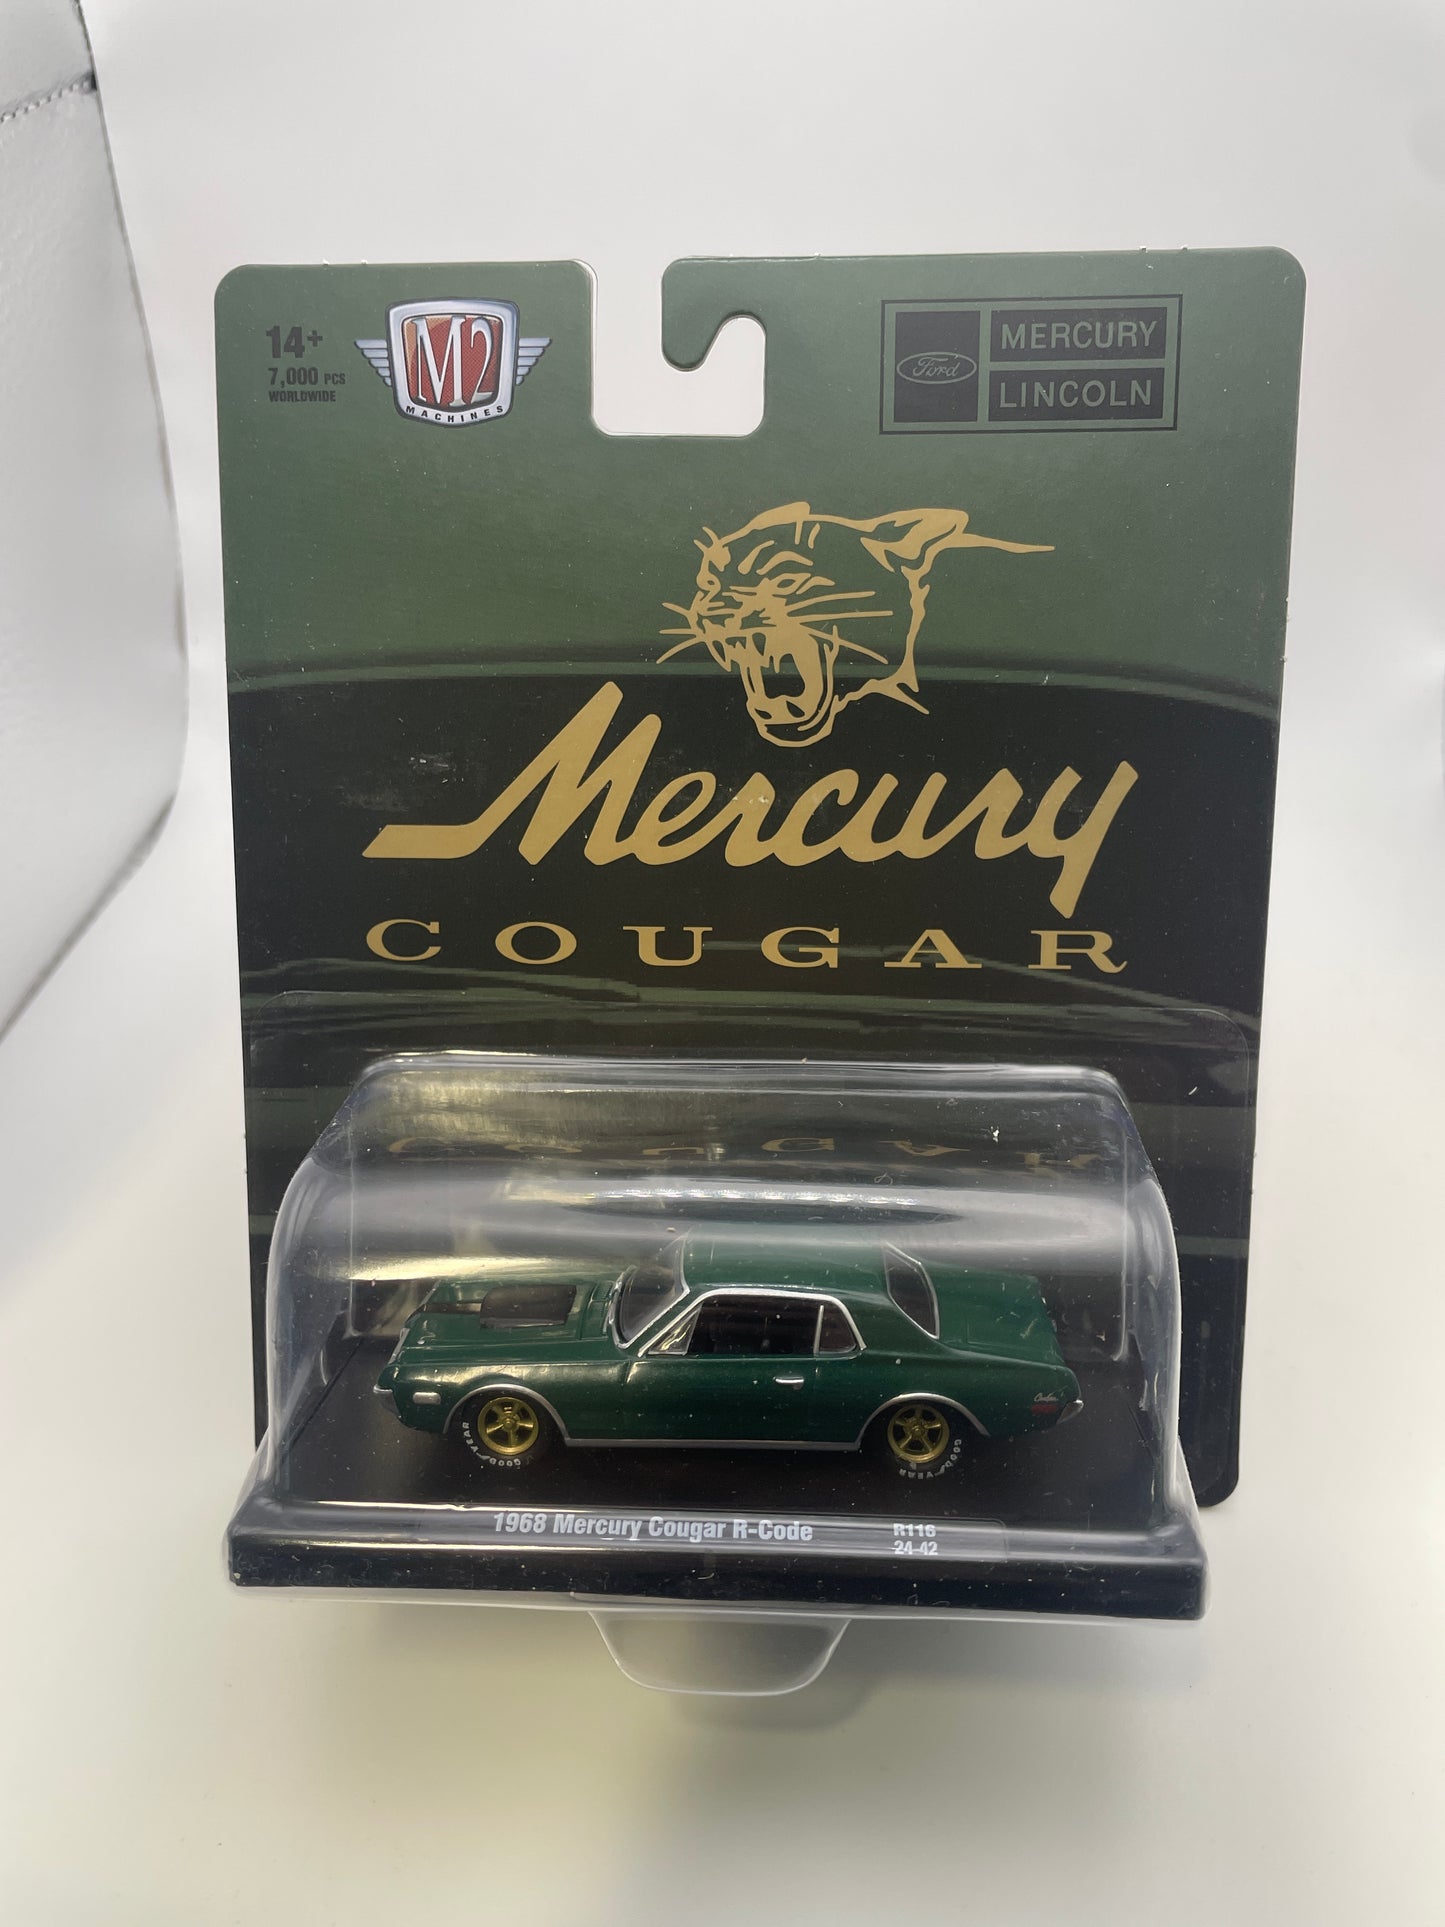 14+
7,000 PCS
WORLDWIDE
M2
MACHINES
Ford
MERCURY
LINCOLN
Mercury
COUGAR
GOODYEAR
GOODYEAR
1968 Mercury Cougar R-Code
R116
24-42